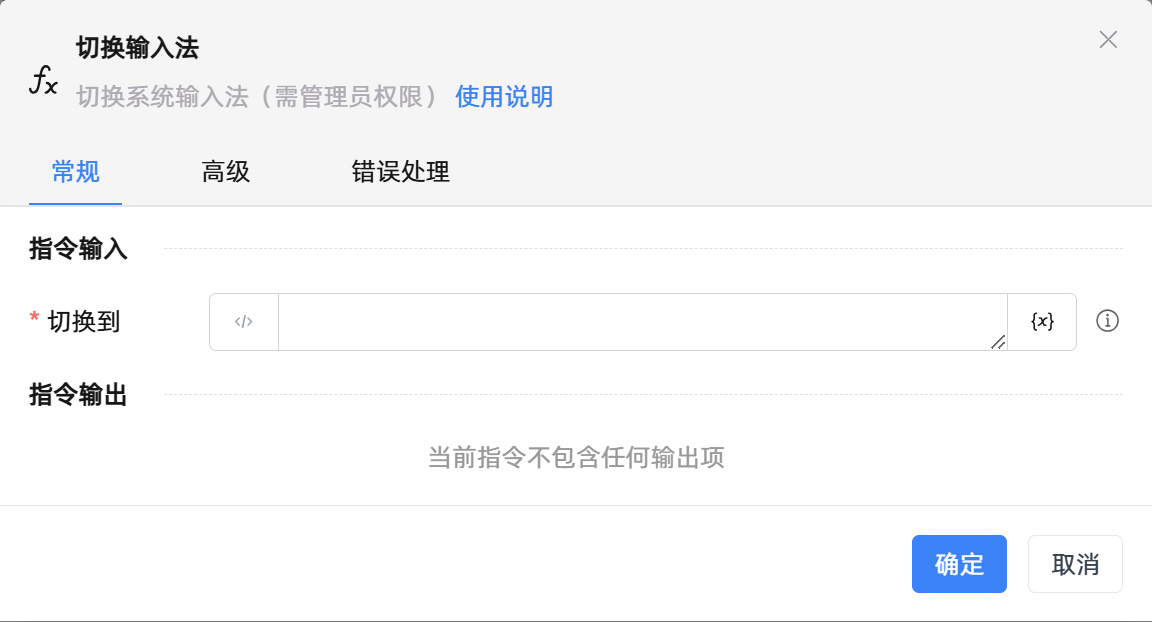 切换输入法
fx
切换系统输入法（需管理员权限） 使用说明
常规 高级 错误处理
指令输入
* 切换到 </> {x}
指令输出
当前指令不包含任何输出项
确定 取消